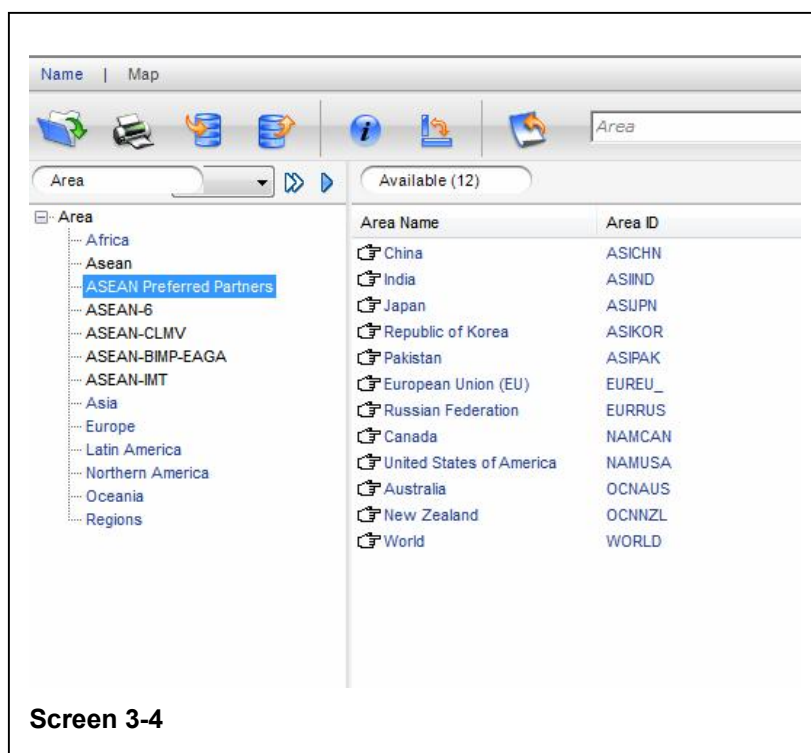 Name | Map
Area
Area
Available (12)
Area
Africa
Asean
ASEAN Preferred Partners
ASEAN-6
ASEAN-CLMV
ASEAN-BIMP-EAGA
ASEAN-IMT
Asia
Europe
Latin America
Northern America
Oceania
Regions
Area Name Area ID
China ASICHN
India ASIIND
Japan ASIJPN
Republic of Korea ASIKOR
Pakistan ASIPAK
European Union (EU) EUREU_
Russian Federation EURRUS
Canada NAMCAN
United States of America NAMUSA
Australia OCNAUS
New Zealand OCNNZL
World WORLD
Screen 3-4